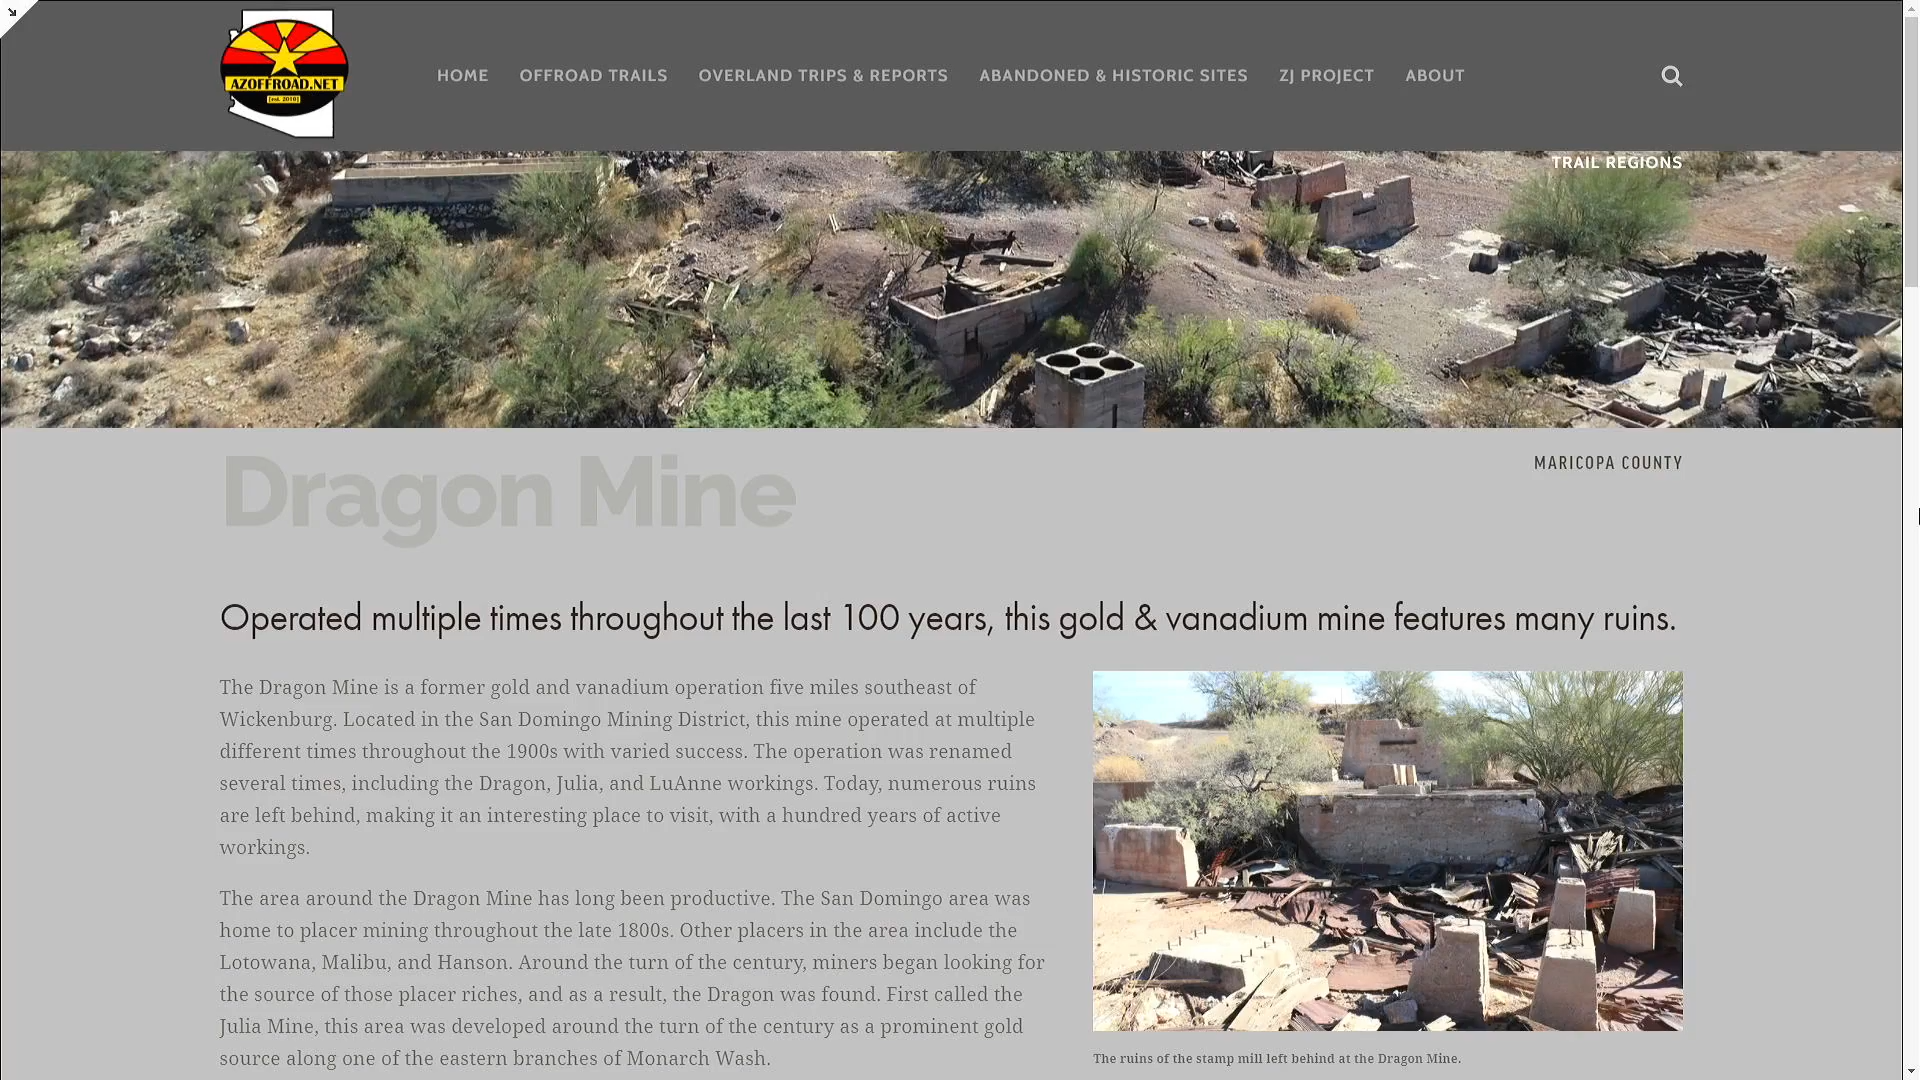 AZOFFROAD.NET
[est. 2010]
HOME OFFROAD TRAILS OVERLAND TRIPS & REPORTS ABANDONED & HISTORIC SITES ZJ PROJECT ABOUT
TRAIL REGIONS
Dragon Mine
MARICOPA COUNTY
Operated multiple times throughout the last 100 years, this gold & vanadium mine features many ruins.
The Dragon Mine is a former gold and vanadium operation five miles southeast of
Wickenburg. Located in the San Domingo Mining District, this mine operated at multiple
different times throughout the 1900s with varied success. The operation was renamed
several times, including the Dragon, Julia, and LuAnne workings. Today, numerous ruins
are left behind, making it an interesting place to visit, with a hundred years of active
workings.
The area around the Dragon Mine has long been productive. The San Domingo area was
home to placer mining throughout the late 1800s. Other placers in the area include the
Lotowana, Malibu, and Hanson. Around the turn of the century, miners began looking for
the source of those placer riches, and as a result, the Dragon was found. First called the
Julia Mine, this area was developed around the turn of the century as a prominent gold
source along one of the eastern branches of Monarch Wash.
The ruins of the stamp mill left behind at the Dragon Mine.